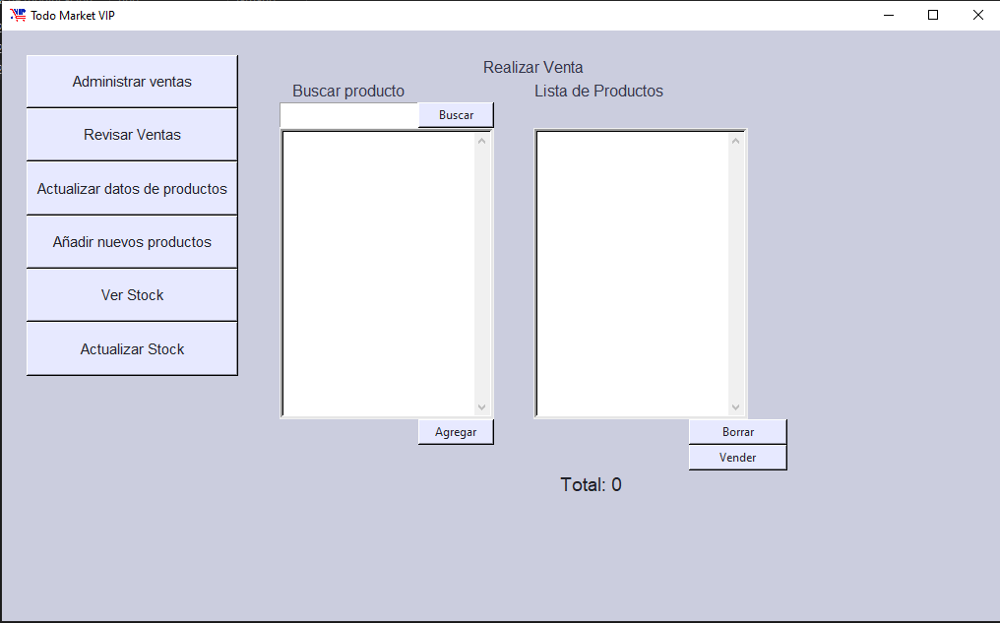 Todo Market VIP
Administrar ventas
Revisar Ventas
Actualizar datos de productos
Añadir nuevos productos
Ver Stock
Actualizar Stock
Realizar Venta
Buscar producto
Lista de Productos
Buscar
Agregar
Borrar
Vender
Total: 0